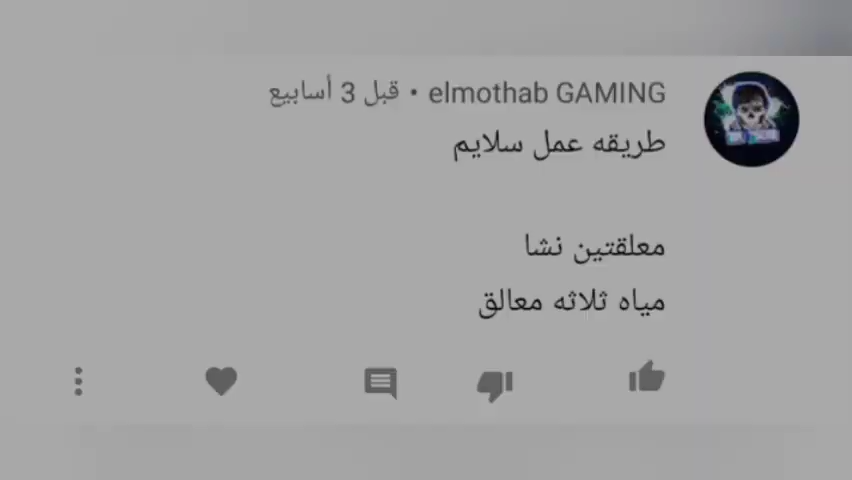 elmothab GAMING • قبل 3 أسابيع
طريقه عمل سلايم
معلقتين نشا
مياه ثلاثه معالق